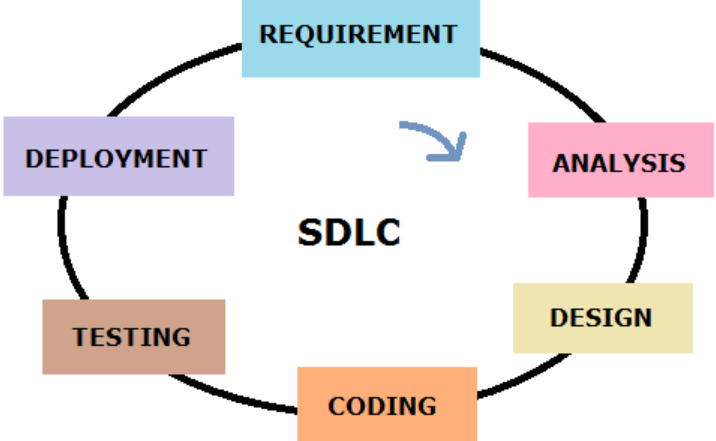 REQUIREMENT
ANALYSIS
DESIGN
CODING
TESTING
DEPLOYMENT
SDLC